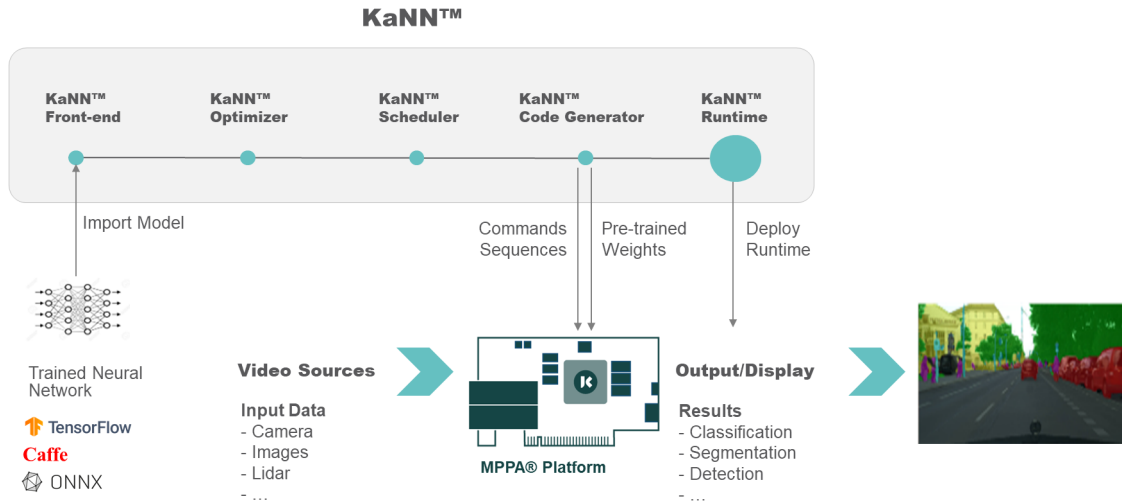 KaNN™
KaNN™
Front-end
KaNN™
Optimizer
KaNN™
Scheduler
KaNN™
Code Generator
KaNN™
Runtime
Import Model
Commands
Sequences
Pre-trained
Weights
Deploy
Runtime
Trained Neural
Network
TensorFlow
Caffe
ONNX
Video Sources
Input Data
- Camera
- Images
- Lidar
- ...
MPPA® Platform
Output/Display
Results
- Classification
- Segmentation
- Detection
- ...